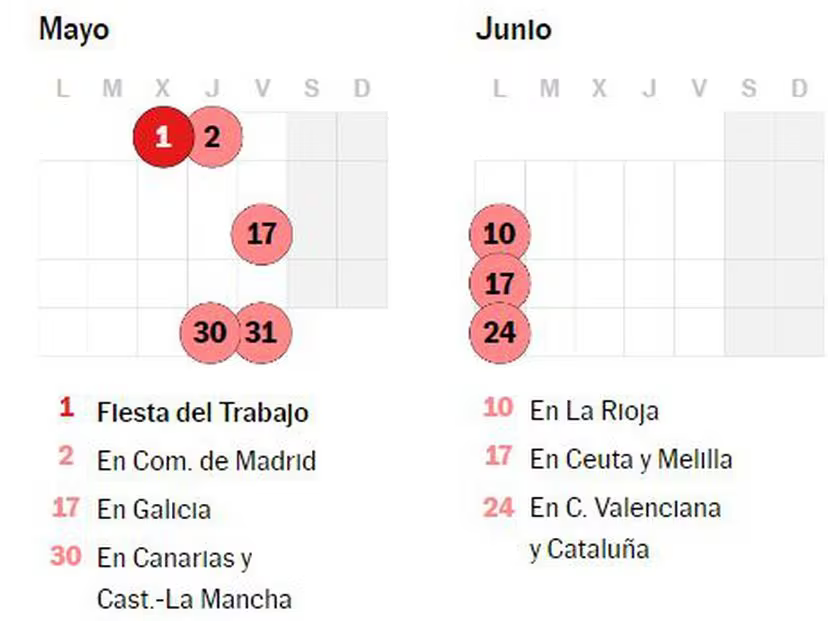 Mayo
L M X J V S D
1 2
17
30 31
1 Fiesta del Trabajo
2 En Com. de Madrid
17 En Galicia
30 En Canarias y
Cast.-La Mancha
Junio
L M X J V S D
10
17
24
10 En La Rioja
17 En Ceuta y Melilla
24 En C. Valenciana
y Cataluña